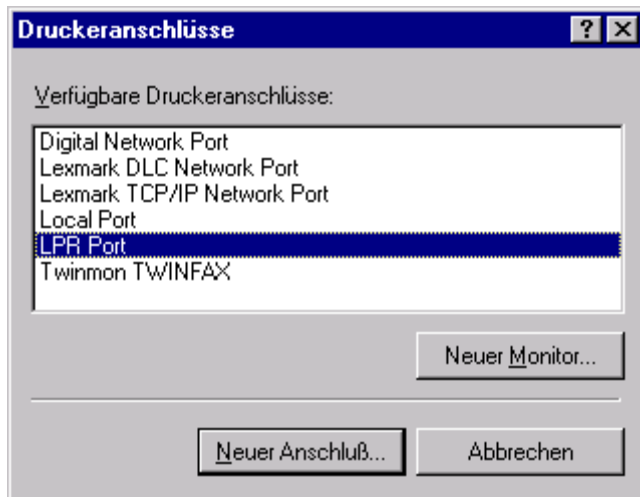 Druckeranschlüsse
Verfügbare Druckeranschlüsse:
Digital Network Port
Lexmark DLC Network Port
Lexmark TCP/IP Network Port
Local Port
LPR Port
Twinmon TWINFAX
Neuer Monitor...
Neuer Anschluß...
Abbrechen